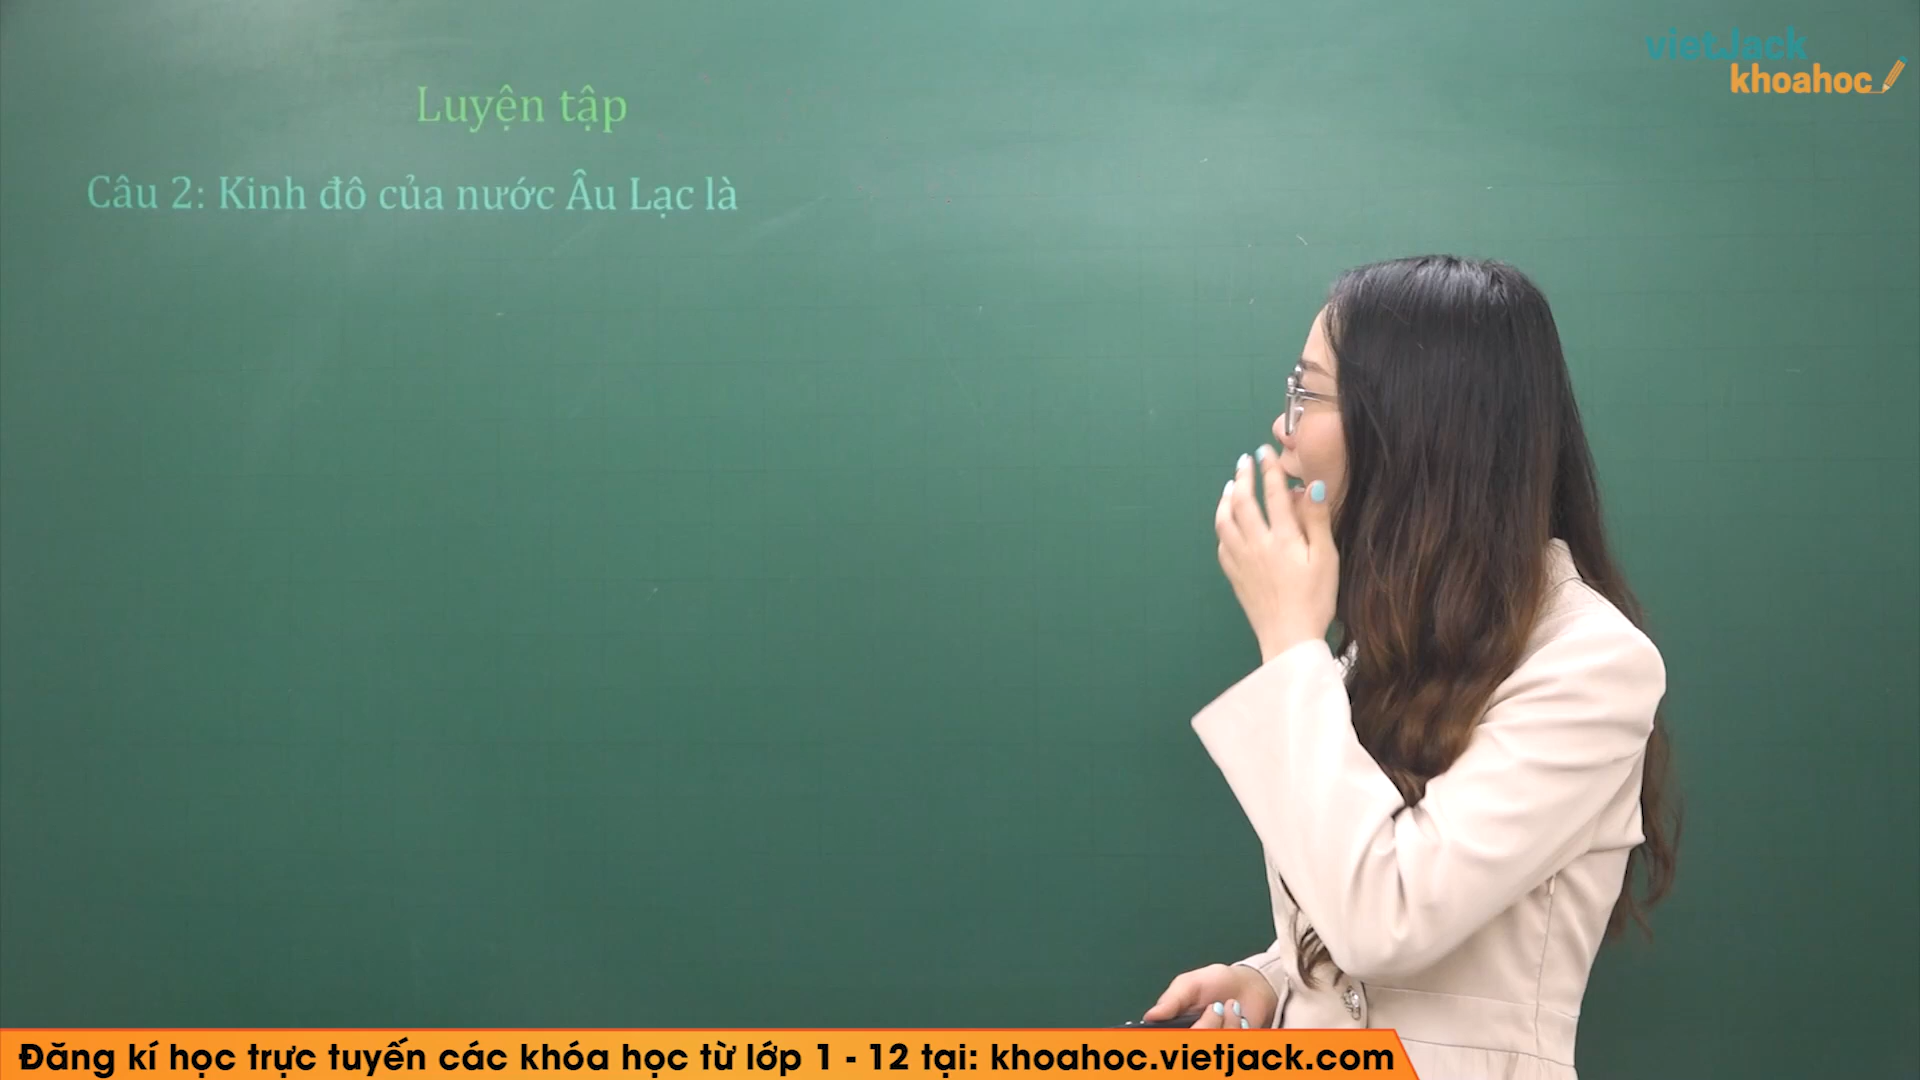 vietJack
khoahoc
Luyện tập
Câu 2: Kinh đô của nước Âu Lạc là
Đăng kí học trực tuyến các khóa học từ lớp 1 - 12 tại: khoahoc.vietjack.com